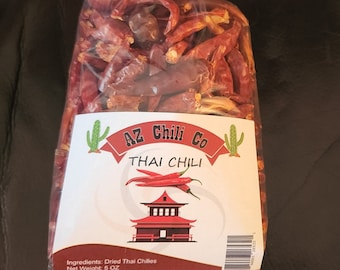 AZ Chili Co
THAI CHILI
Ingredients: Dried Thai Chilies
Net Weight: 5 OZ